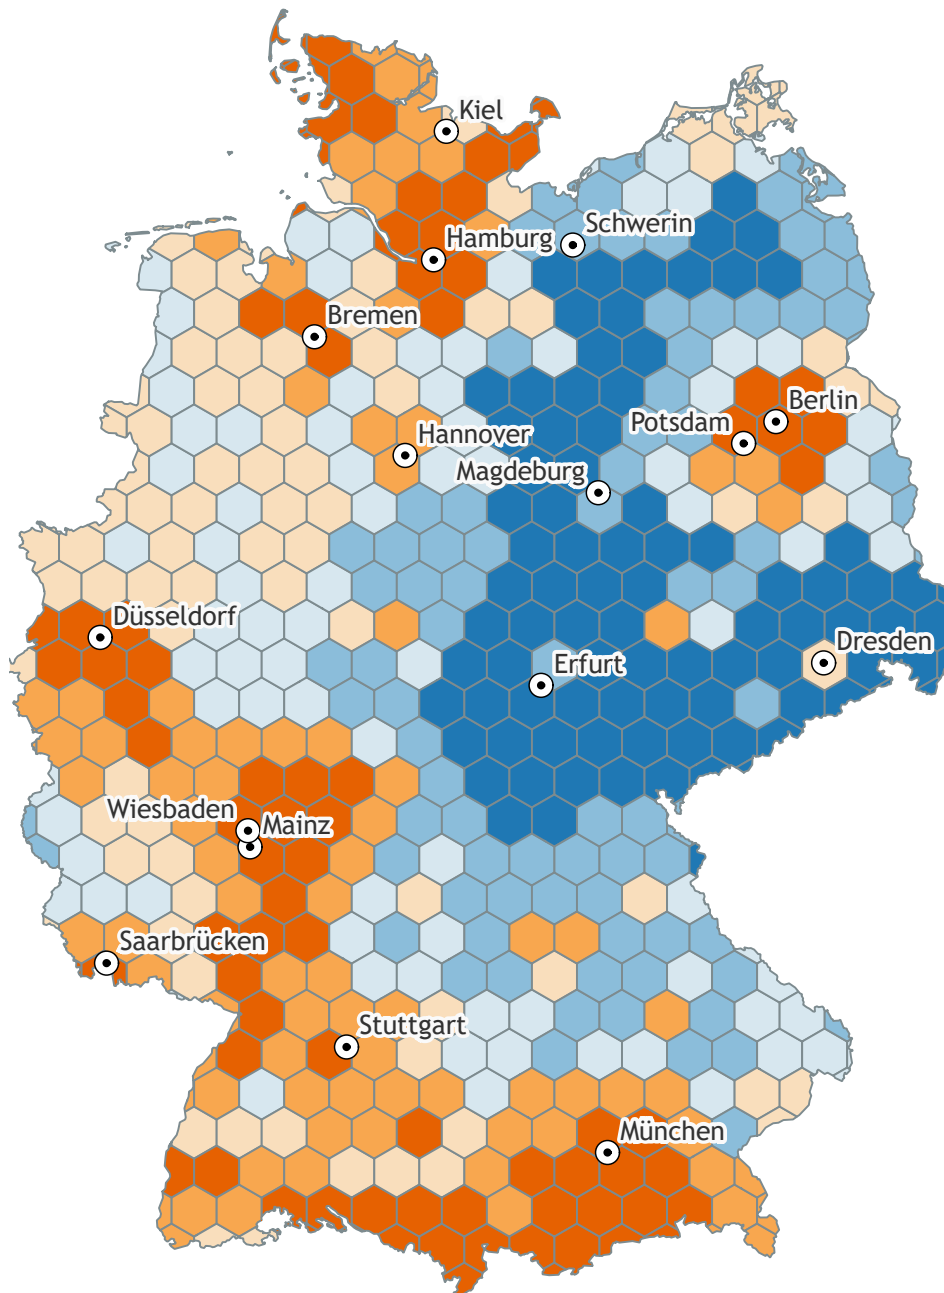 Kiel
Schwerin
Hamburg
Bremen
Berlin
Potsdam
Hannover
Magdeburg
Düsseldorf
Dresden
Erfurt
Wiesbaden
Mainz
Saarbrücken
Stuttgart
München